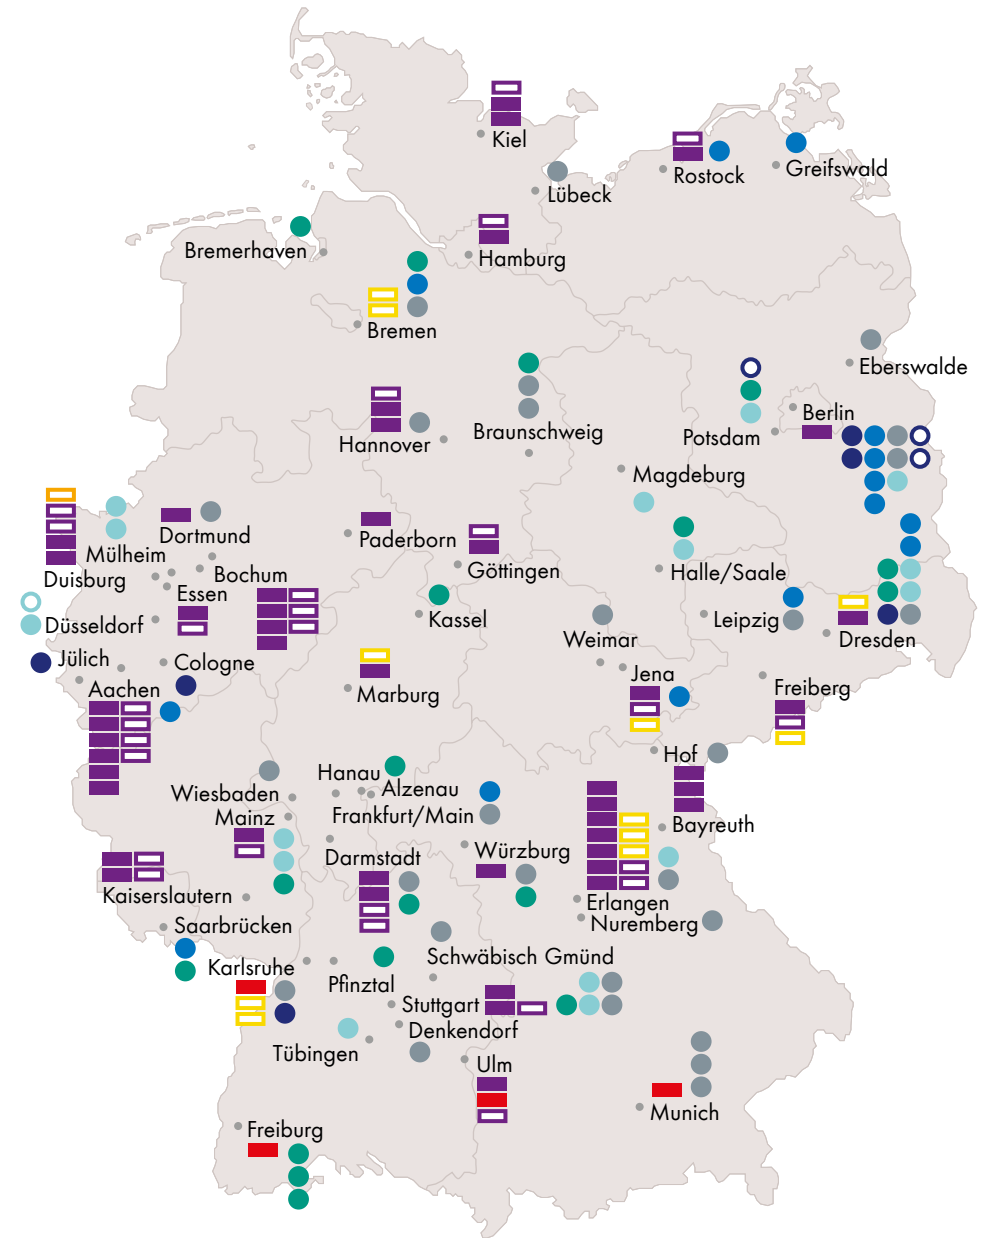 Kiel
Rostock
Greifswald
Lübeck
Bremerhaven
Hamburg
Bremen
Eberswalde
Berlin
Hannover
Braunschweig
Potsdam
Magdeburg
Dortmund
Paderborn
Mülheim
Göttingen
Halle/Saale
Duisburg
Bochum
Essen
Kassel
Leipzig
Düsseldorf
Weimar
Dresden
Jülich
Cologne
Jena
Aachen
Marburg
Freiberg
Hof
Hanau
Alzenau
Wiesbaden
Frankfurt/Main
Mainz
Bayreuth
Darmstadt
Würzburg
Kaiserslautern
Erlangen
Nuremberg
Saarbrücken
Schwäbisch Gmünd
Karlsruhe
Pfinztal
Stuttgart
Denkendorf
Tübingen
Ulm
Munich
Freiburg